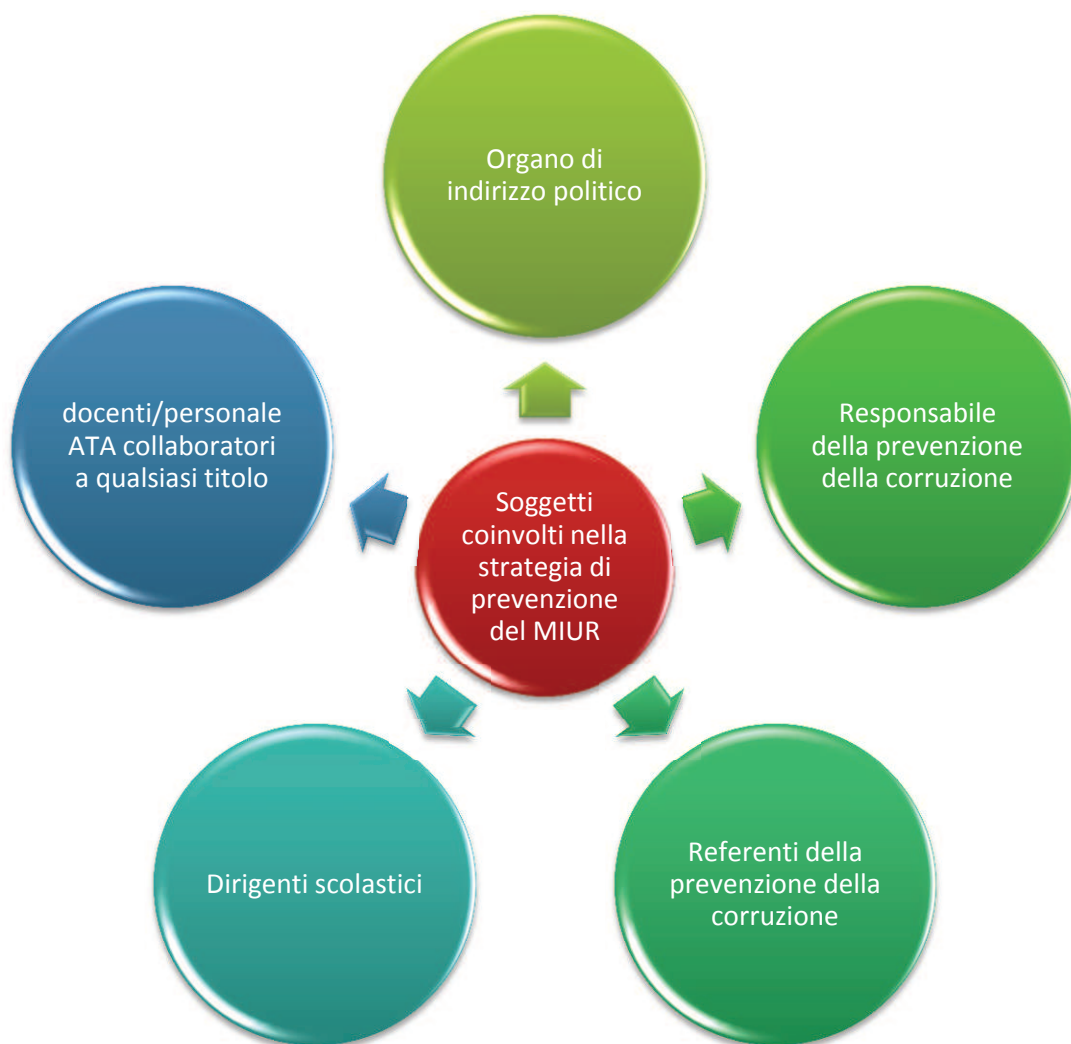 Organo di
indirizzo politico
Responsabile
della prevenzione
della corruzione
Referenti della
prevenzione della
corruzione
Dirigenti scolastici
docenti/personale
ATA collaboratori
a qualsiasi titolo
Soggetti
coinvolti nella
strategia di
prevenzione
del MIUR